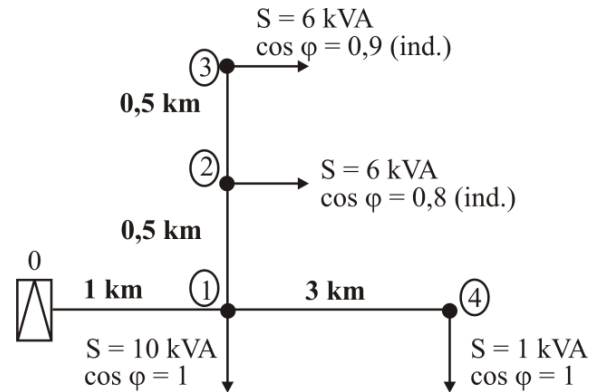 S = 6 kVA
cos φ = 0,9 (ind.)
3
0,5 km
2
S = 6 kVA
cos φ = 0,8 (ind.)
0,5 km
0
1 km
1
3 km
4
S = 10 kVA
cos φ = 1
S = 1 kVA
cos φ = 1